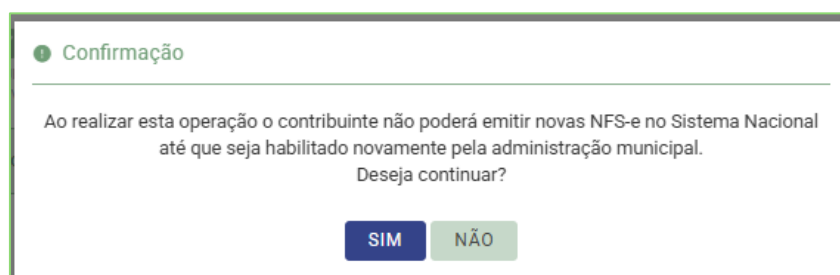 Confirmação
Ao realizar esta operação o contribuinte não poderá emitir novas NFS-e no Sistema Nacional
até que seja habilitado novamente pela administração municipal.
Deseja continuar?
SIM NÃO